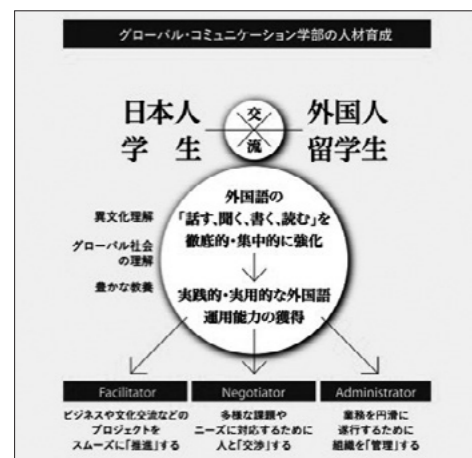 グローバル・コミュニケーション学部の人材育成
日本人
学 生
交
流
外国人
留学生
外国語の
「話す、聞く、書く、読む」を
徹底的・集中的に強化
異文化理解
グローバル社会
の理解
豊かな教養
実践的・実用的な外国語
運用能力の獲得
Facilitator
ビジネスや文化交流などの
プロジェクトを
スムーズに「推進」する
Negotiator
多様な課題や
ニーズに対応するために
人と「交渉」する
Administrator
業務を円滑に
遂行するために
組織を「管理」する